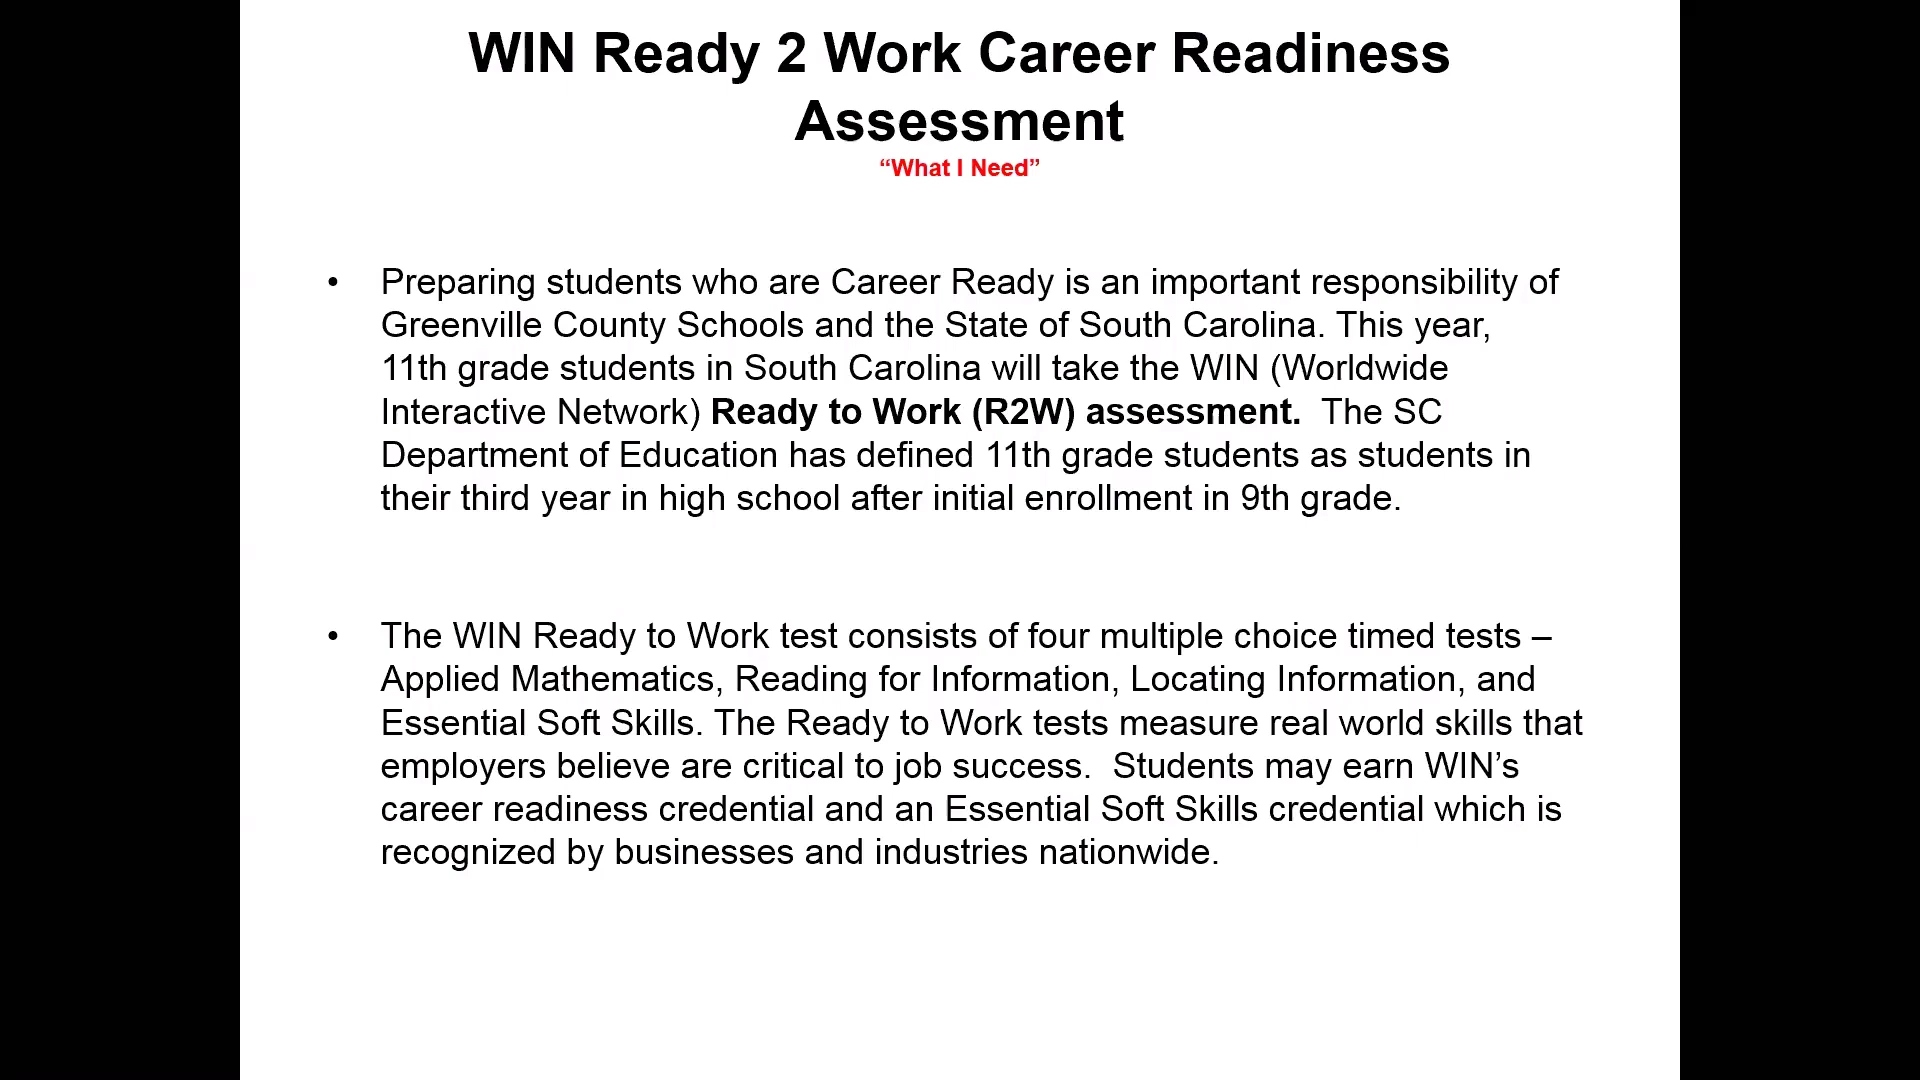 WIN Ready 2 Work Career Readiness
Assessment
“What I Need”
• Preparing students who are Career Ready is an important responsibility of
Greenville County Schools and the State of South Carolina. This year,
11th grade students in South Carolina will take the WIN (Worldwide
Interactive Network) Ready to Work (R2W) assessment.  The SC
Department of Education has defined 11th grade students as students in
their third year in high school after initial enrollment in 9th grade.
• The WIN Ready to Work test consists of four multiple choice timed tests –
Applied Mathematics, Reading for Information, Locating Information, and
Essential Soft Skills. The Ready to Work tests measure real world skills that
employers believe are critical to job success.  Students may earn WIN’s
career readiness credential and an Essential Soft Skills credential which is
recognized by businesses and industries nationwide.